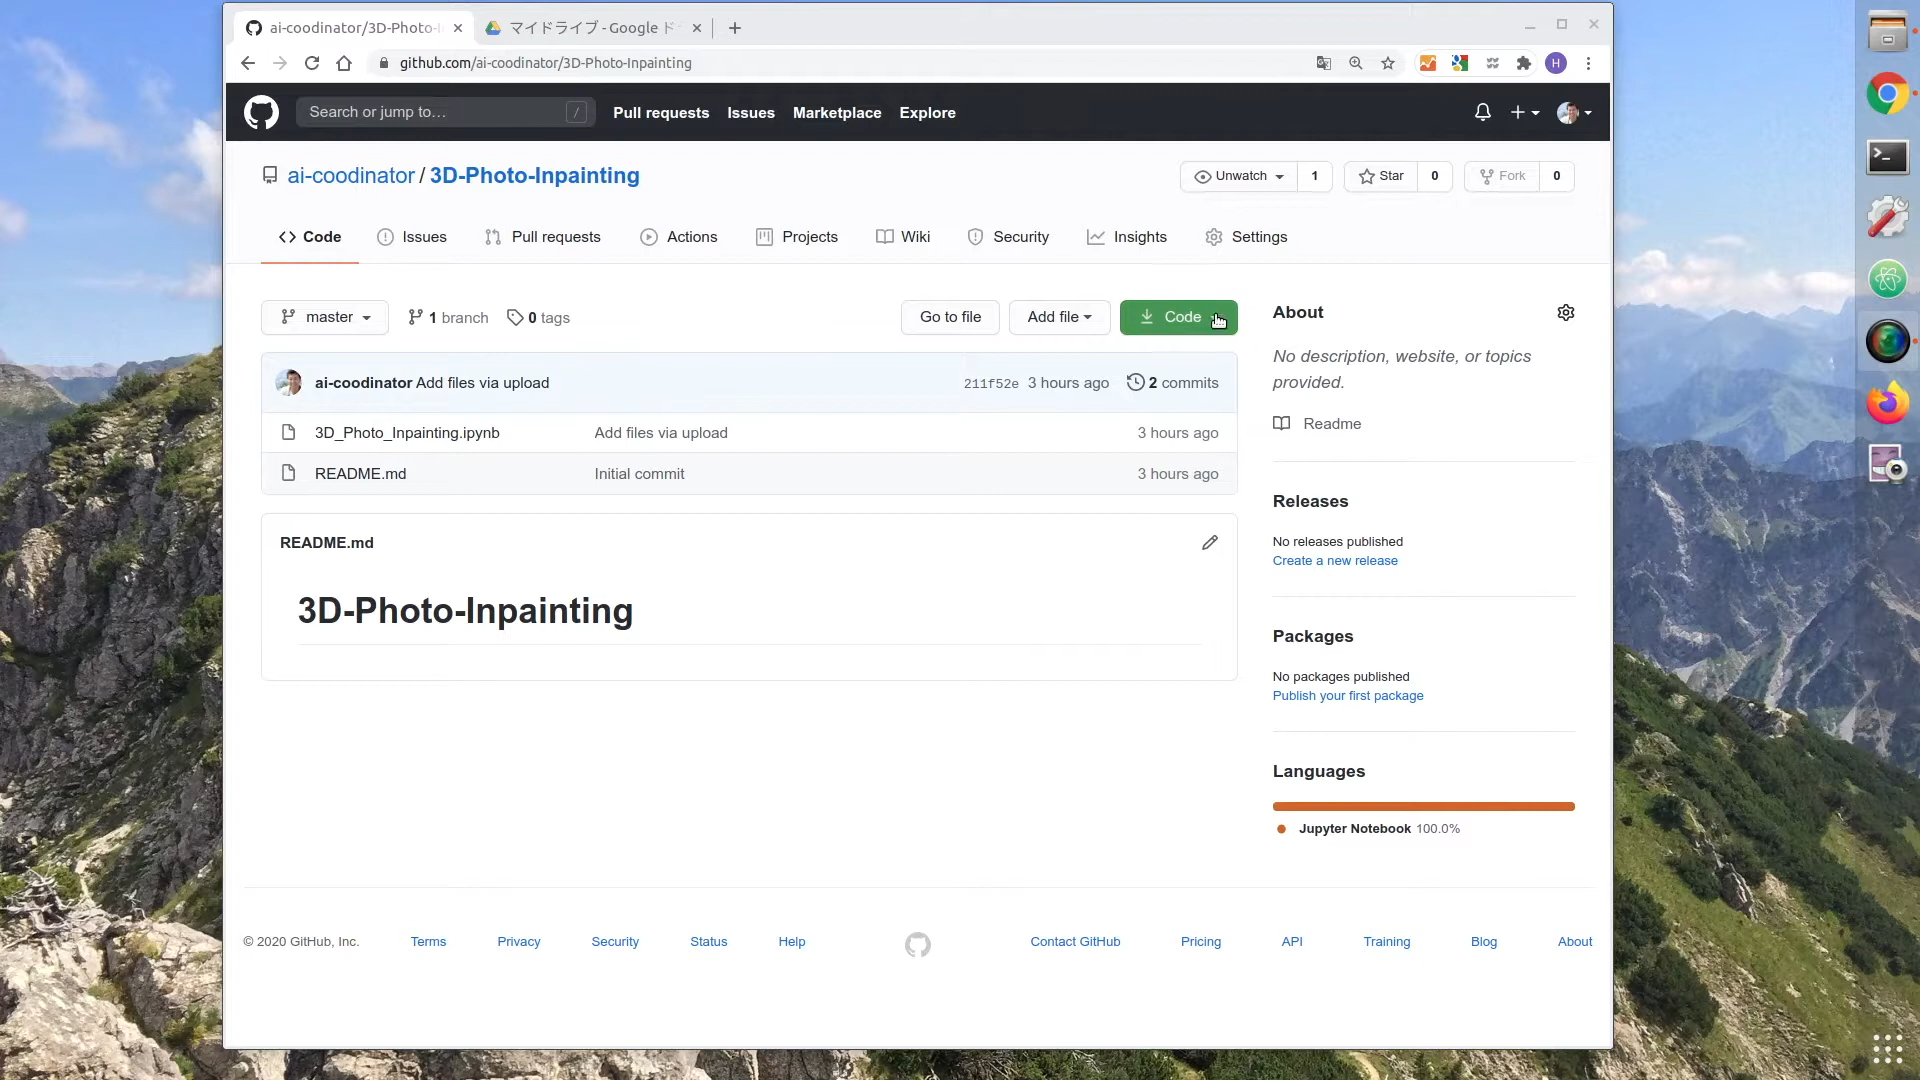 ai-coodinator/3D-Photo-I
マイドライブ - Google ド
github.com/ai-coodinator/3D-Photo-Inpainting
H
Search or jump to…
/
Pull requests
Issues
Marketplace
Explore
ai-coodinator / 3D-Photo-Inpainting
Unwatch
1
Star
0
Fork
0
Code
Issues
Pull requests
Actions
Projects
Wiki
Security
Insights
Settings
master
1 branch
0 tags
Go to file
Add file
Code
ai-coodinator Add files via upload
211f52e 3 hours ago
2 commits
3D_Photo_Inpainting.ipynb
Add files via upload
3 hours ago
README.md
Initial commit
3 hours ago
README.md
3D-Photo-Inpainting
About
No description, website, or topics
provided.
Readme
Releases
No releases published
Create a new release
Packages
No packages published
Publish your first package
Languages
Jupyter Notebook 100.0%
© 2020 GitHub, Inc.
Terms
Privacy
Security
Status
Help
Contact GitHub
Pricing
API
Training
Blog
About